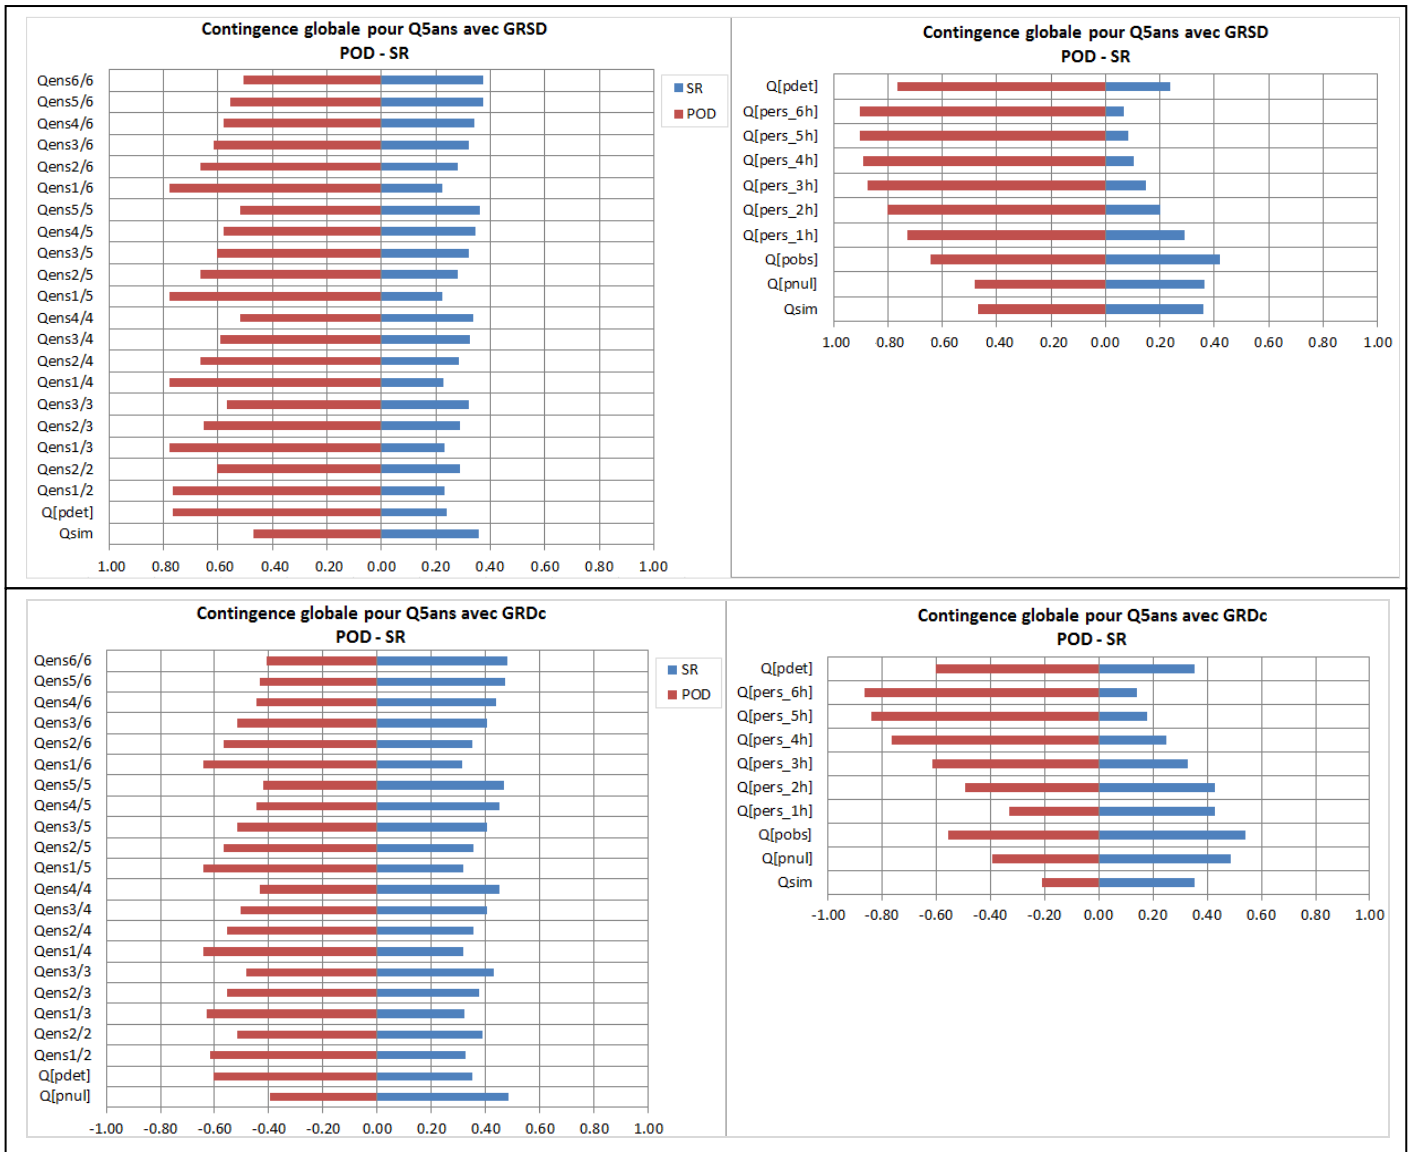 Contingence globale pour Q5ans avec GRSD
POD - SR
Qens6/6
Qens5/6
Qens4/6
Qens3/6
Qens2/6
Qens1/6
Qens5/5
Qens4/5
Qens3/5
Qens2/5
Qens1/5
Qens4/4
Qens3/4
Qens2/4
Qens1/4
Qens3/3
Qens2/3
Qens1/3
Qens2/2
Qens1/2
Q[pdet]
Qsim
1.00 0.80 0.60 0.40 0.20 0.00 0.20 0.40 0.60 0.80 1.00
SR
POD
Contingence globale pour Q5ans avec GRSD
POD - SR
Q[pdet]
Q[pers_6h]
Q[pers_5h]
Q[pers_4h]
Q[pers_3h]
Q[pers_2h]
Q[pers_1h]
Q[pobs]
Q[pnul]
Qsim
1.00 0.80 0.60 0.40 0.20 0.00 0.20 0.40 0.60 0.80 1.00
Contingence globale pour Q5ans avec GRDc
POD - SR
Qens6/6
Qens5/6
Qens4/6
Qens3/6
Qens2/6
Qens1/6
Qens5/5
Qens4/5
Qens3/5
Qens2/5
Qens1/5
Qens4/4
Qens3/4
Qens2/4
Qens1/4
Qens3/3
Qens2/3
Qens1/3
Qens2/2
Qens1/2
Q[pdet]
Q[pnul]
-1.00 -0.80 -0.60 -0.40 -0.20 0.00 0.20 0.40 0.60 0.80 1.00
SR
POD
Contingence globale pour Q5ans avec GRDc
POD - SR
Q[pdet]
Q[pers_6h]
Q[pers_5h]
Q[pers_4h]
Q[pers_3h]
Q[pers_2h]
Q[pers_1h]
Q[pobs]
Q[pnul]
Qsim
-1.00 -0.80 -0.60 -0.40 -0.20 0.00 0.20 0.40 0.60 0.80 1.00